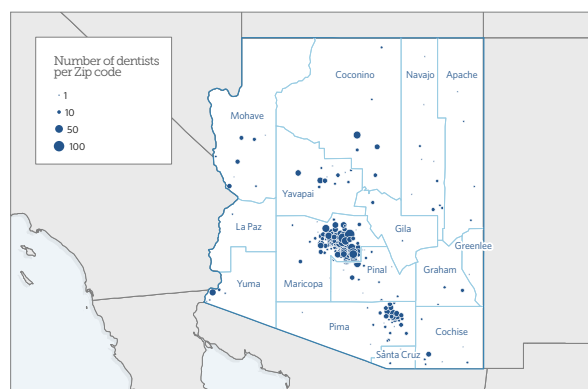 Number of dentists
per Zip code
1
10
50
100
Coconino
Navajo
Apache
Mohave
Yavapai
La Paz
Gila
Greenlee
Yuma
Maricopa
Pinal
Graham
Pima
Cochise
Santa Cruz